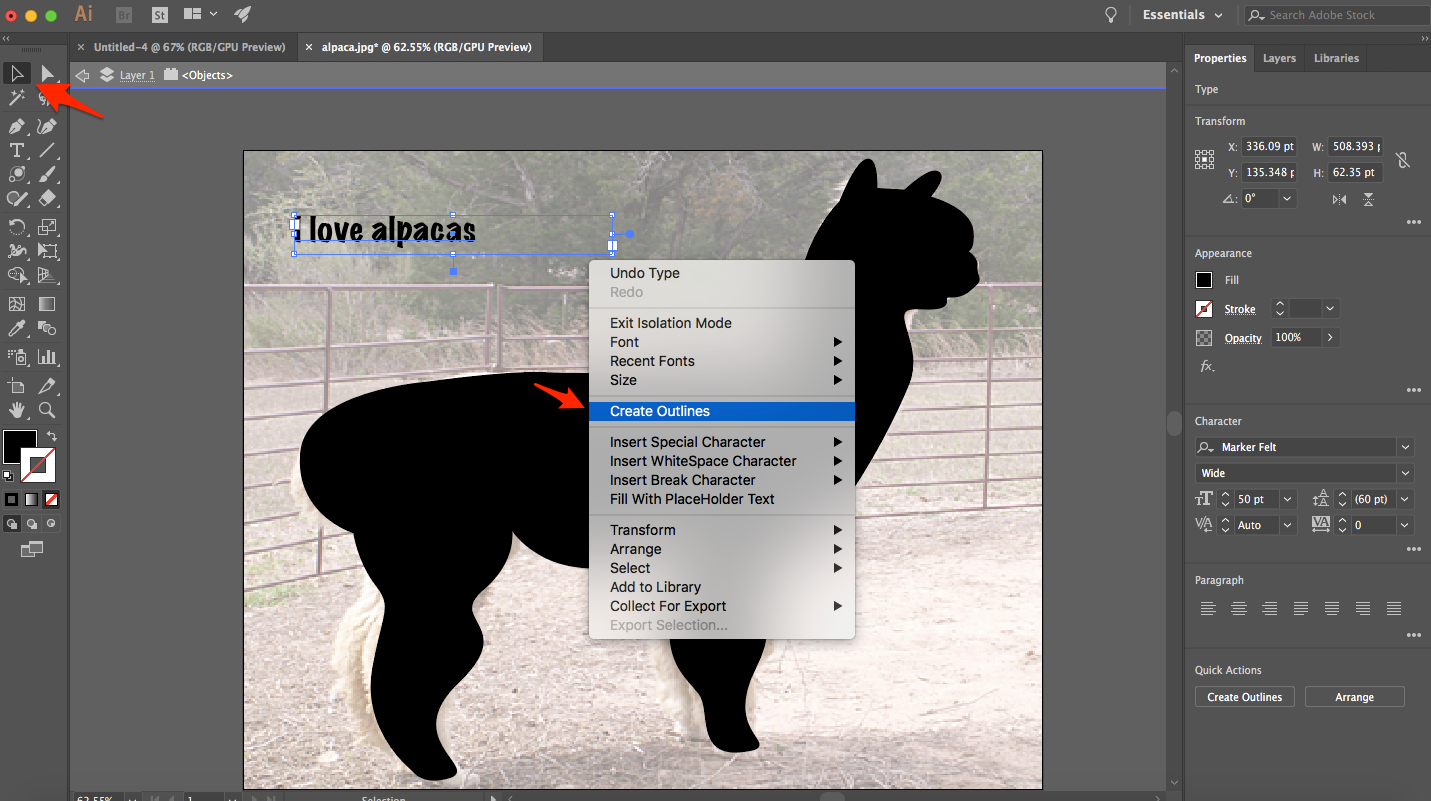 Ai Br St Essentials Search Adobe Stock
Untitled-4 @ 67% (RGB/GPU Preview) alpaca.jpg* @ 62.55% (RGB/GPU Preview)
Layer 1 <Objects>
i love alpacas
Undo Type
Redo
Exit Isolation Mode
Font
Recent Fonts
Size
Create Outlines
Insert Special Character
Insert WhiteSpace Character
Insert Break Character
Fill With PlaceHolder Text
Transform
Arrange
Select
Add to Library
Collect For Export
Export Selection...
Properties Layers Libraries
Type
Transform
X: 336.09 pt W: 508.393 p
Y: 135.348 p H: 62.35 pt
0°
Appearance
Fill
Stroke
Opacity 100%
fx.
Character
Marker Felt
Wide
50 pt (60 pt)
Auto 0
Paragraph
Quick Actions
Create Outlines Arrange
62.55% 1 Selection